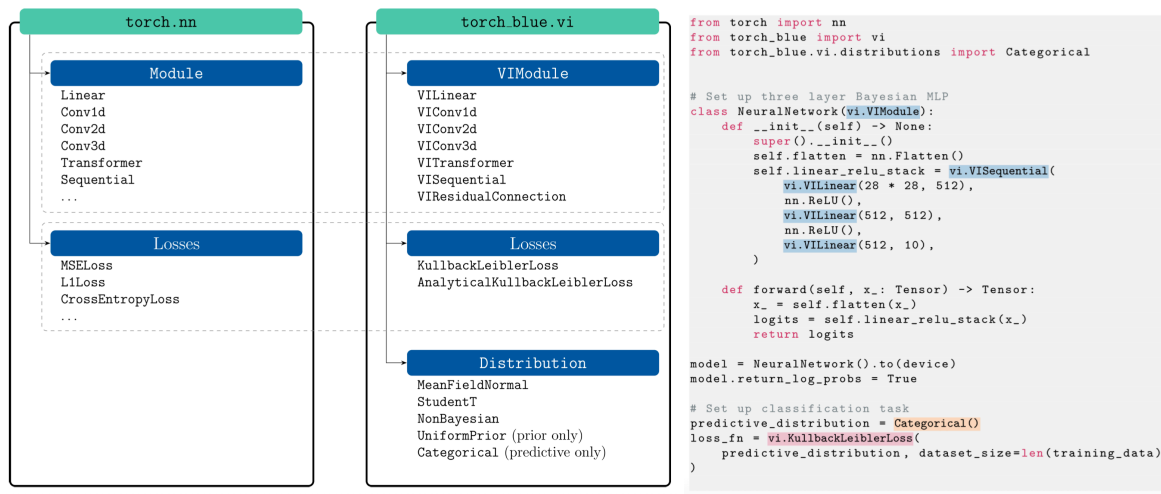 torch.nn
Module
Linear
Conv1d
Conv2d
Conv3d
Transformer
Sequential
...
Losses
MSELoss
L1Loss
CrossEntropyLoss
...
torch_blue.vi
VIModule
VILinear
VIConv1d
VIConv2d
VIConv3d
VITransformer
VISequential
VIResidualConnection
Losses
KullbackLeiblerLoss
AnalyticalKullbackLeiblerLoss
Distribution
MeanFieldNormal
StudentT
NonBayesian
UniformPrior (prior only)
Categorical (predictive only)
from torch import nn
from torch_blue import vi
from torch_blue.vi.distributions import Categorical
# Set up three layer Bayesian MLP
class NeuralNetwork(vi.VIModule):
    def __init__(self) -> None:
        super().__init__()
        self.flatten = nn.Flatten()
        self.linear_relu_stack = vi.VISequential(
            vi.VILinear(28 * 28, 512),
            nn.ReLU(),
            vi.VILinear(512, 512),
            nn.ReLU(),
            vi.VILinear(512, 10),
        )
    def forward(self, x_: Tensor) -> Tensor:
        x_ = self.flatten(x_)
        logits = self.linear_relu_stack(x_)
        return logits
model = NeuralNetwork().to(device)
model.return_log_probs = True
# Set up classification task
predictive_distribution = Categorical()
loss_fn = vi.KullbackLeiblerLoss(
    predictive_distribution, dataset_size=len(training_data)
)